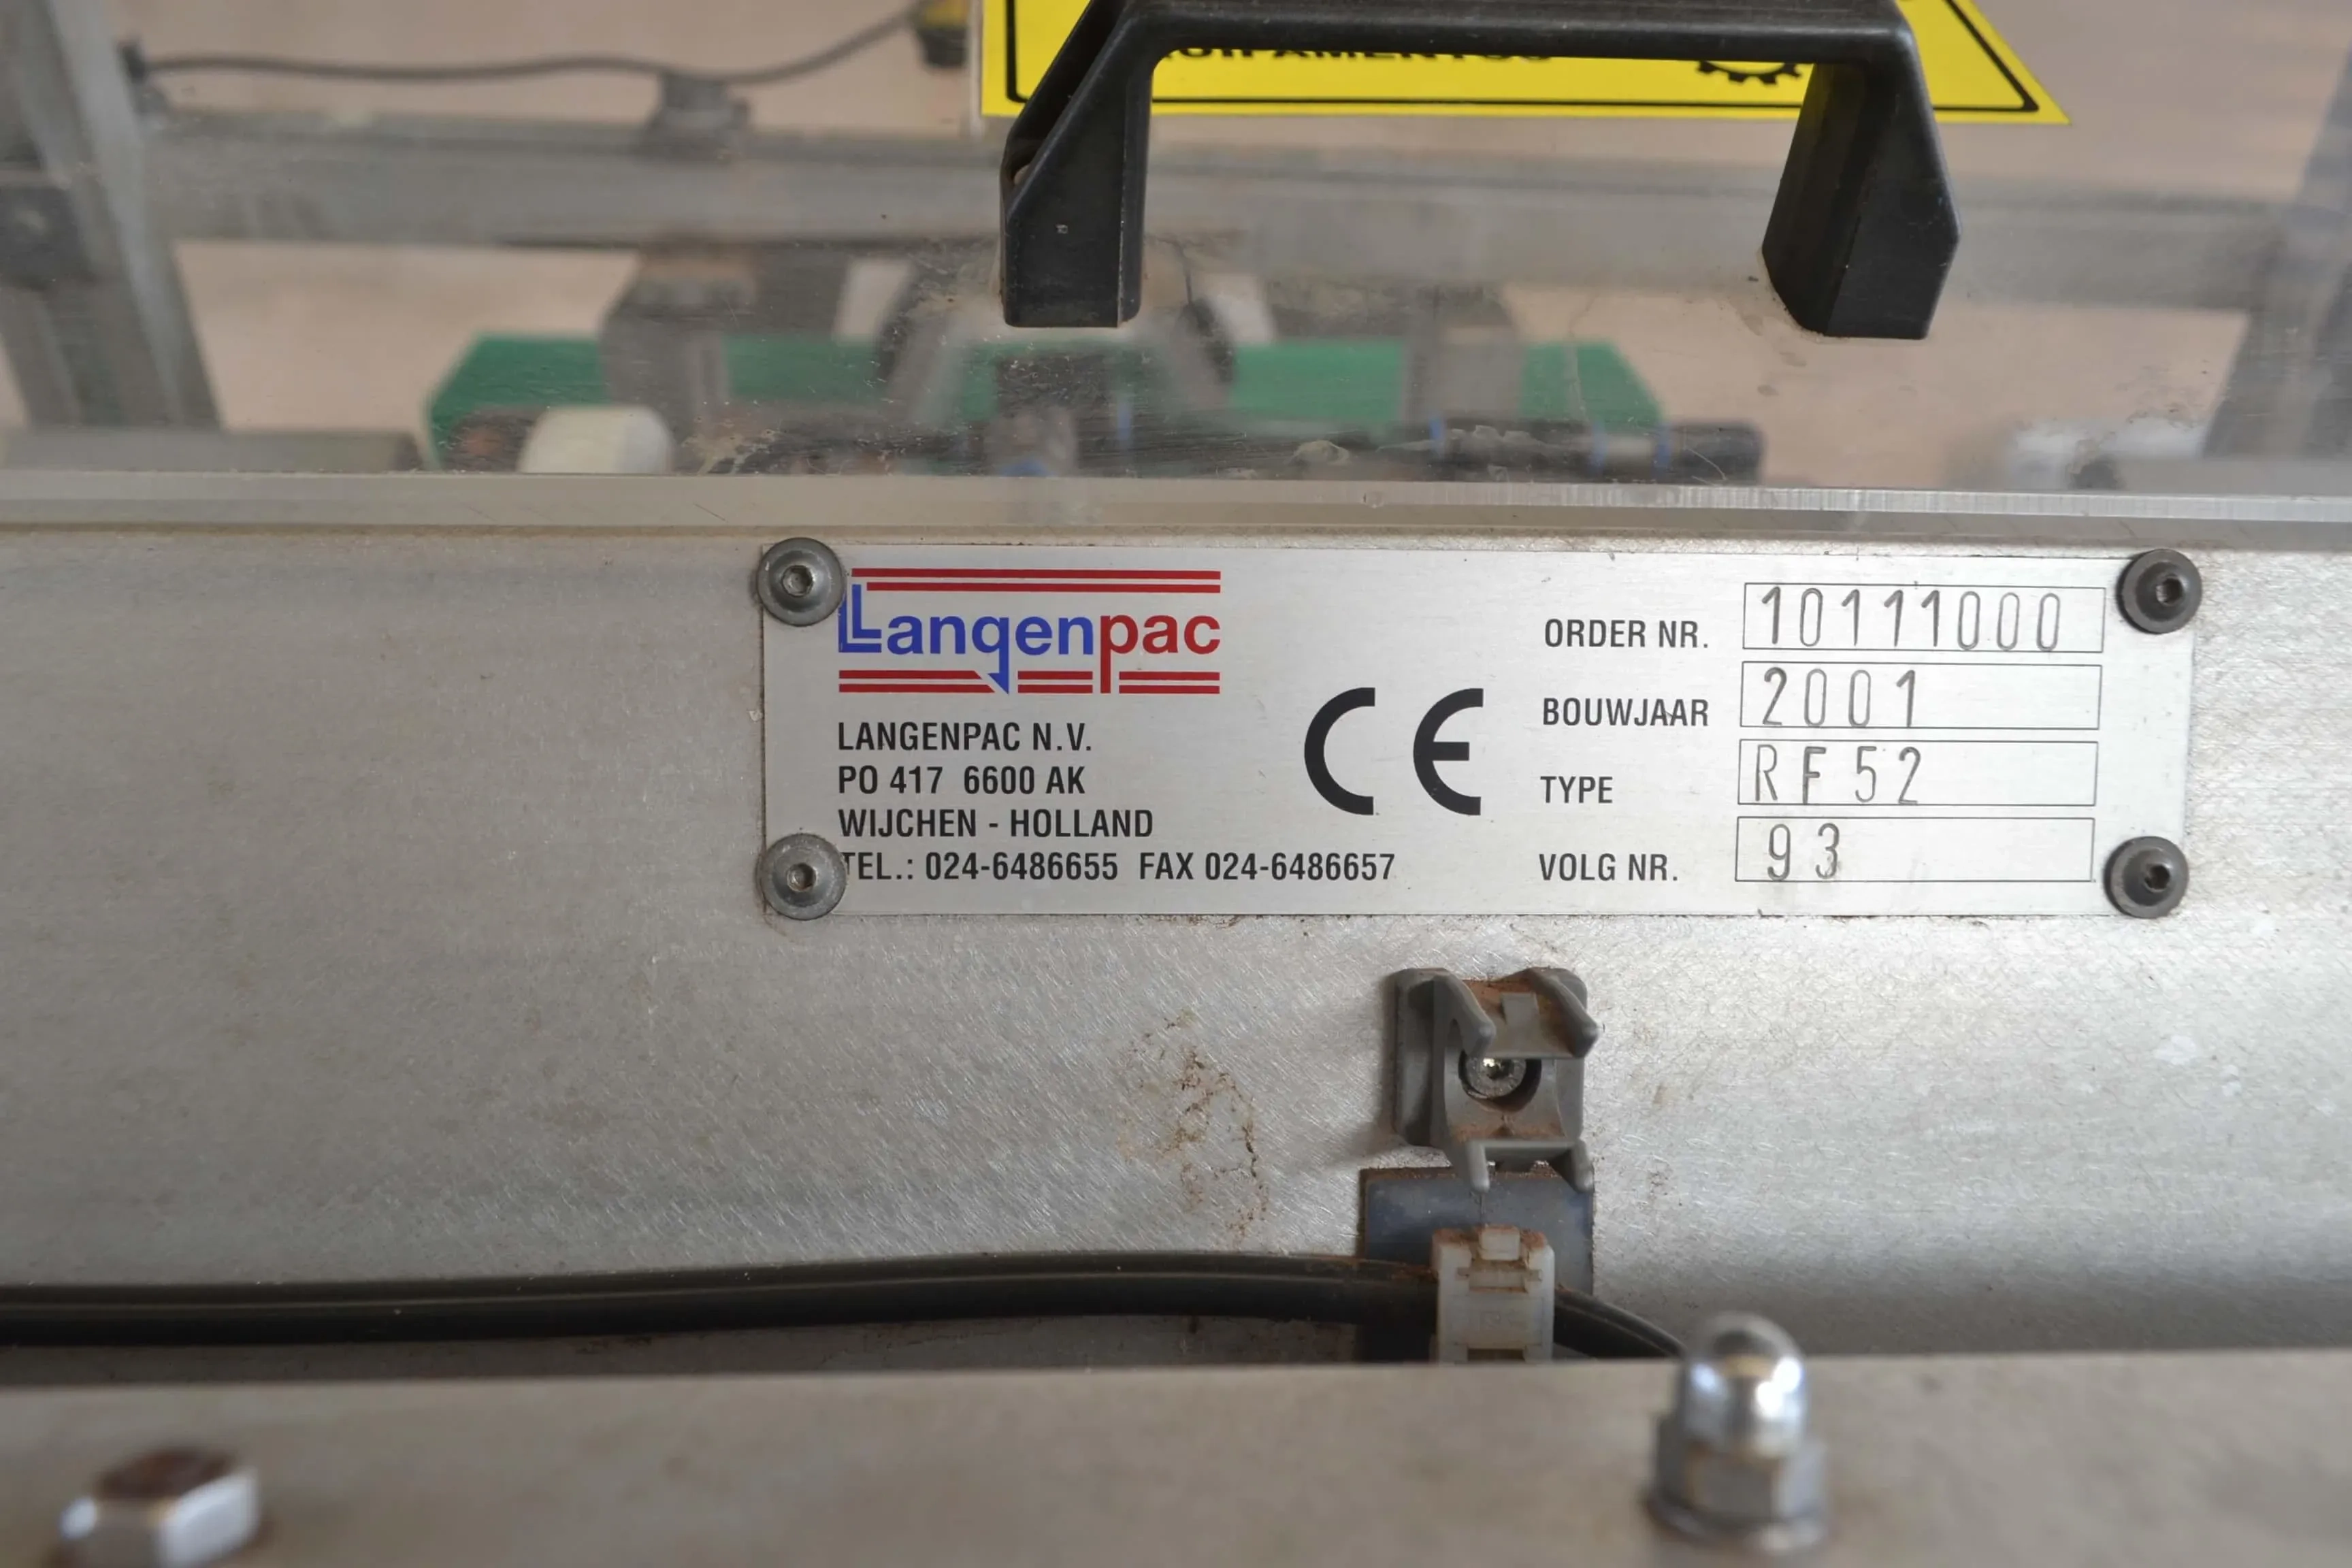 Langenpac
LANGENPAC N.V.
PO 417 6600 AK
WIJCHEN - HOLLAND
TEL.: 024-6486655 FAX 024-6486657
CE
ORDER NR. 10111000
BOUWJAAR 2001
TYPE RF52
VOLG NR. 93